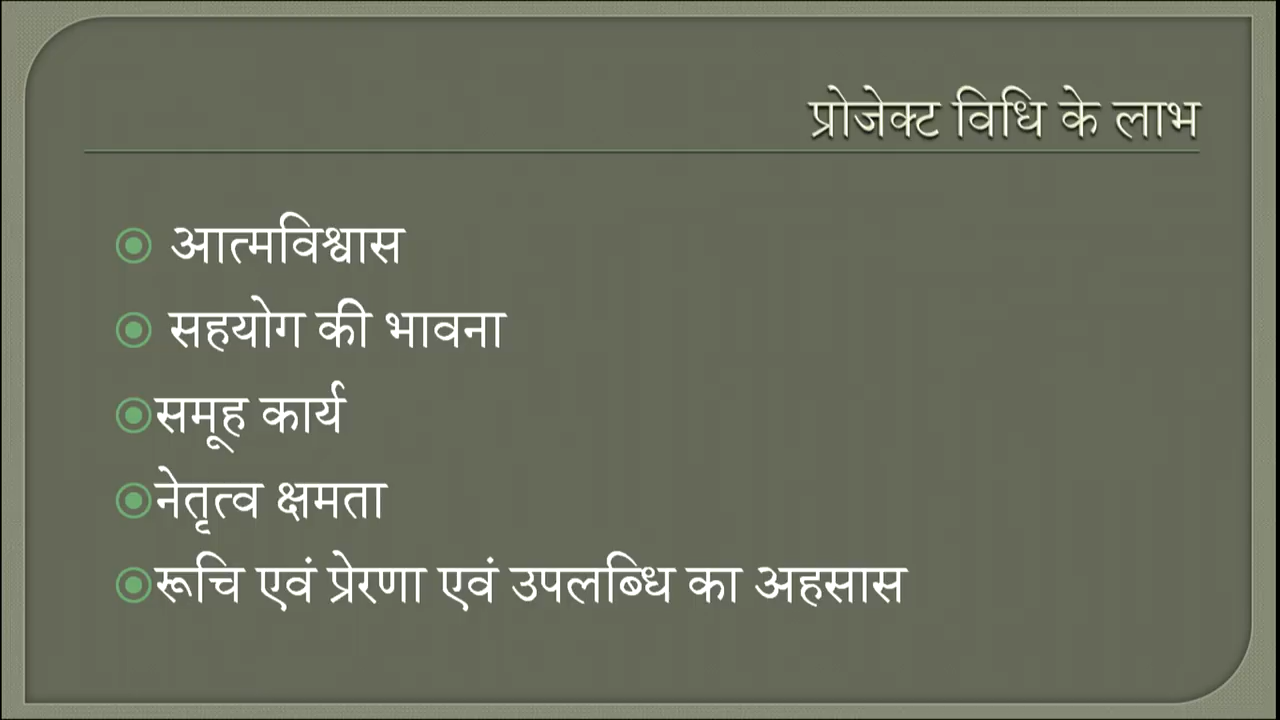 प्रोजेक्ट विधि के लाभ
आत्मविश्वास
सहयोग की भावना
समूह कार्य
नेतृत्व क्षमता
रूचि एवं प्रेरणा एवं उपलब्धि का अहसास